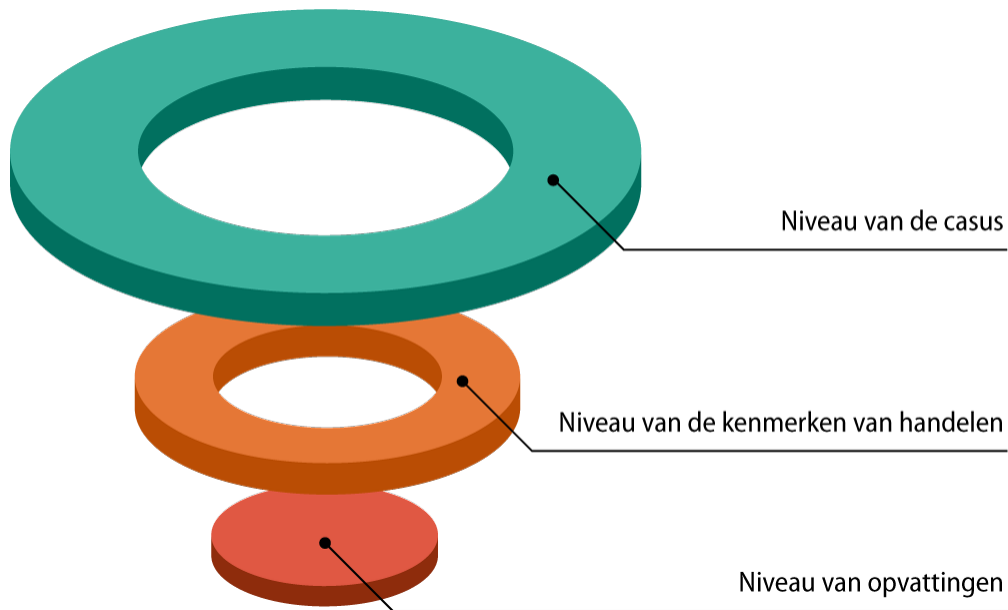 Niveau van de casus
Niveau van de kenmerken van handelen
Niveau van opvattingen